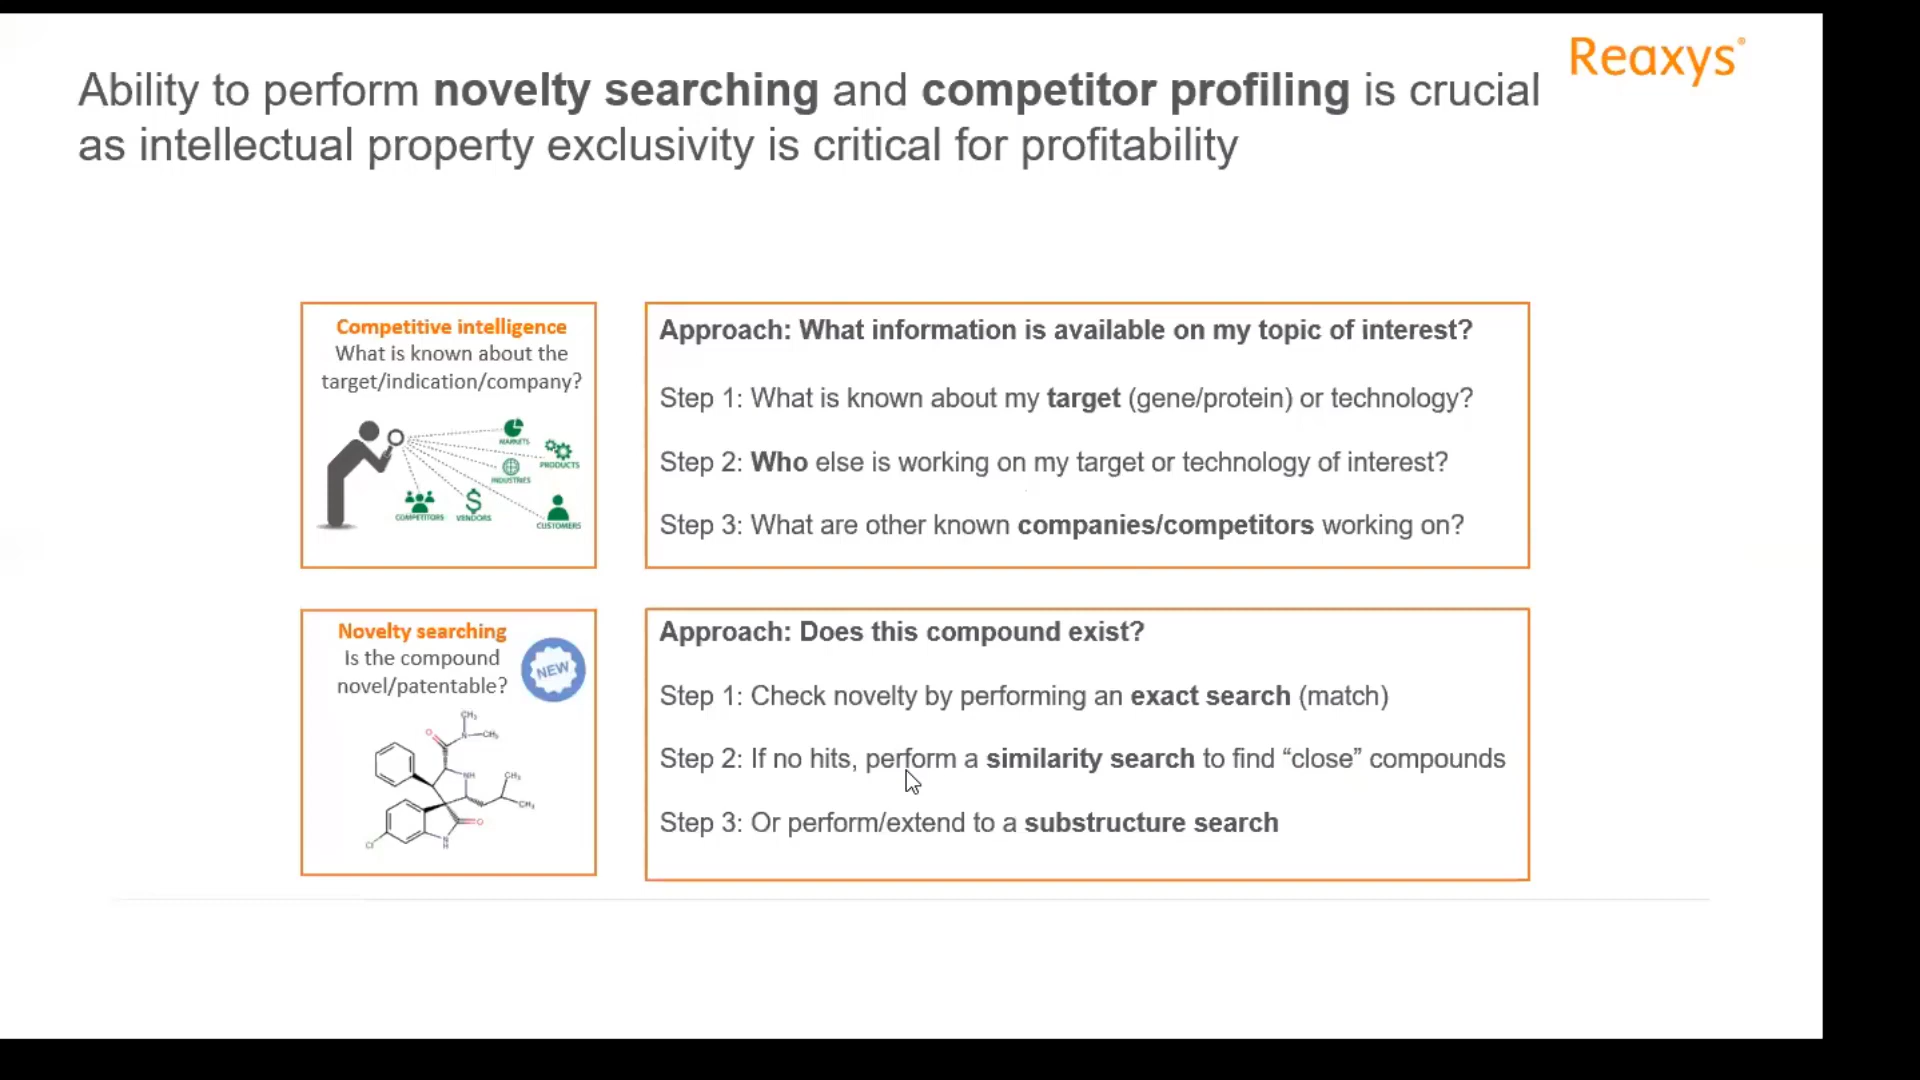 Reaxys®
Ability to perform novelty searching and competitor profiling is crucial
as intellectual property exclusivity is critical for profitability
Competitive intelligence
What is known about the
target/indication/company?
MARKETS
PRODUCTS
INDUSTRIES
COMPETITORS
VENDORS
CUSTOMERS
Approach: What information is available on my topic of interest?
Step 1: What is known about my target (gene/protein) or technology?
Step 2: Who else is working on my target or technology of interest?
Step 3: What are other known companies/competitors working on?
Novelty searching
Is the compound
novel/patentable?
NEW
CH₃
O
N
CH₃
NH
CH₃
CH₃
O
N
H
Cl
Approach: Does this compound exist?
Step 1: Check novelty by performing an exact search (match)
Step 2: If no hits, perform a similarity search to find “close” compounds
Step 3: Or perform/extend to a substructure search